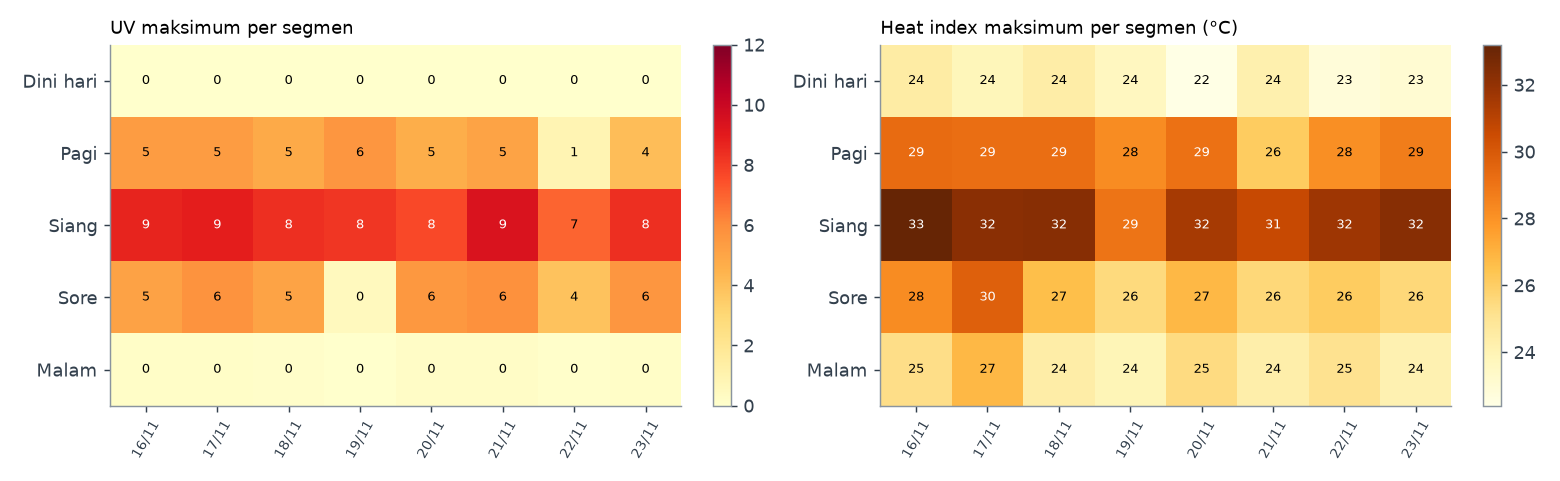 UV maksimum per segmen
Dini hari 0 0 0 0 0 0 0 0
Pagi 5 5 5 6 5 5 1 4
Siang 9 9 8 8 8 9 7 8
Sore 5 6 5 0 6 6 4 6
Malam 0 0 0 0 0 0 0 0
16/11 17/11 18/11 19/11 20/11 21/11 22/11 23/11
12
10
8
6
4
2
0
Heat index maksimum per segmen (°C)
Dini hari 24 24 24 24 22 24 23 23
Pagi 29 29 29 28 29 26 28 29
Siang 33 32 32 29 32 31 32 32
Sore 28 30 27 26 27 26 26 26
Malam 25 27 24 24 25 24 25 24
16/11 17/11 18/11 19/11 20/11 21/11 22/11 23/11
32
30
28
26
24